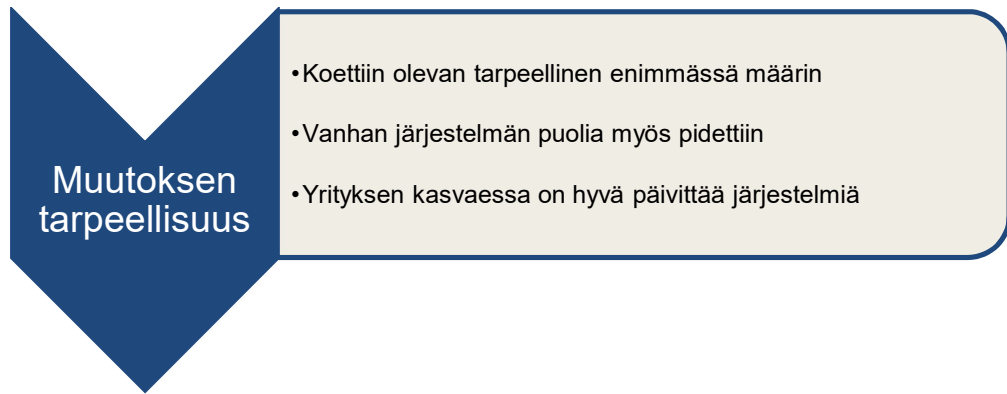 Muutoksen
tarpeellisuus
•Koettiin olevan tarpeellinen enimmässä määrin
•Vanhan järjestelmän puolia myös pidettiin
•Yrityksen kasvaessa on hyvä päivittää järjestelmiä